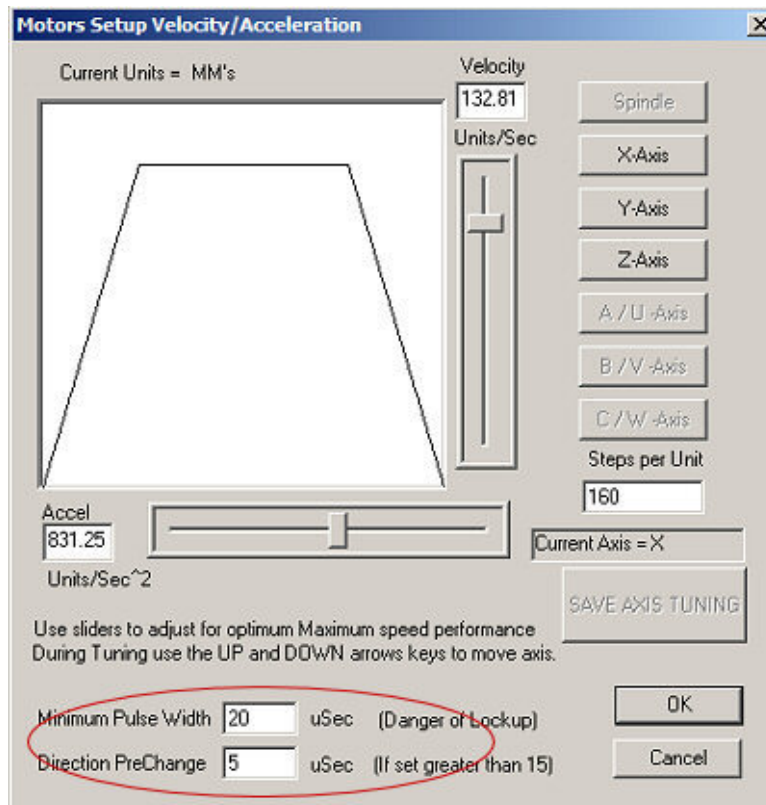 Motors Setup Velocity/Acceleration
Current Units = MM's
Velocity
132.81
Units/Sec
Spindle
X-Axis
Y-Axis
Z-Axis
A / U -Axis
B / V -Axis
C / W -Axis
Steps per Unit
160
Accel
831.25
Units/Sec^2
Current Axis = X
SAVE AXIS TUNING
Use sliders to adjust for optimum Maximum speed performance
During Tuning use the UP and DOWN arrows keys to move axis.
Minimum Pulse Width 20 uSec (Danger of Lockup)
Direction PreChange 5 uSec (If set greater than 15)
OK
Cancel